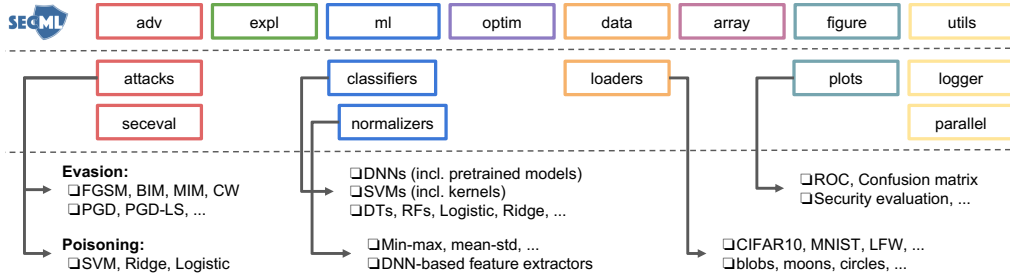 SECML
adv
expl
ml
optim
data
array
figure
utils
attacks
classifiers
loaders
plots
logger
seceval
normalizers
parallel
Evasion:
❑FGSM, BIM, MIM, CW
❑PGD, PGD-LS, ...
Poisoning:
❑SVM, Ridge, Logistic
❑DNNs (incl. pretrained models)
❑SVMs (incl. kernels)
❑DTs, RFs, Logistic, Ridge, ...
❑Min-max, mean-std, ...
❑DNN-based feature extractors
❑ROC, Confusion matrix
❑Security evaluation, ...
❑CIFAR10, MNIST, LFW, ...
❑blobs, moons, circles, ...